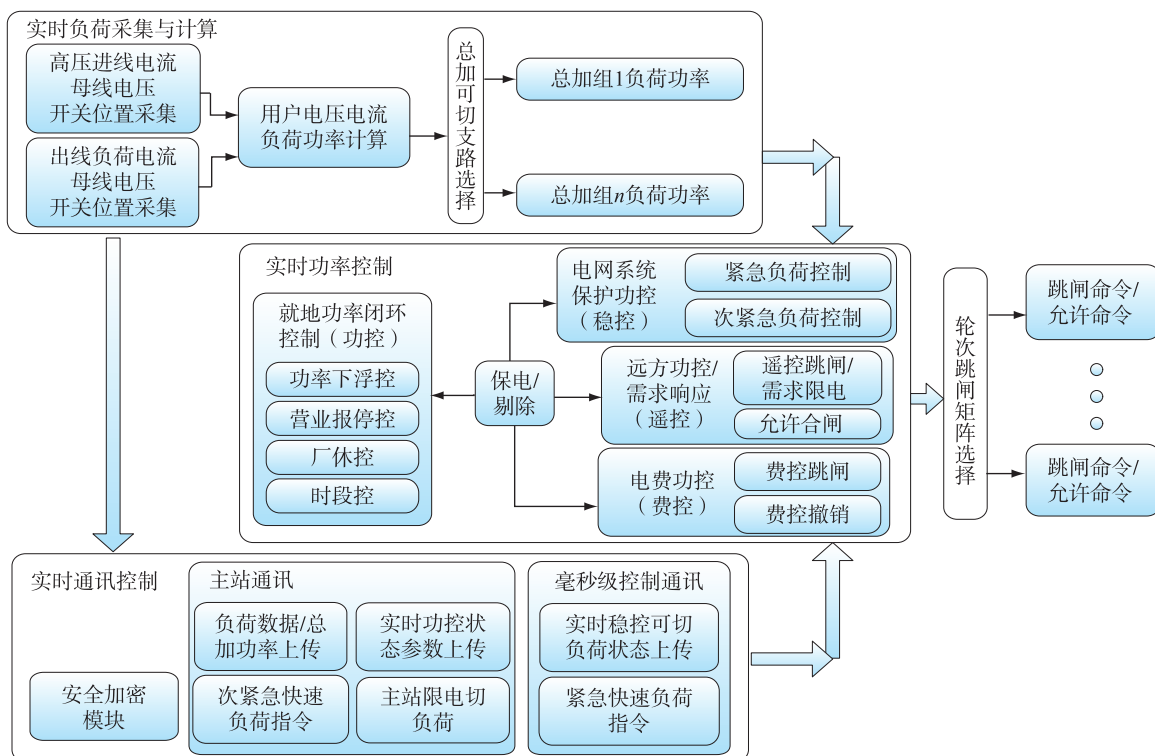 实时负荷采集与计算
高压进线电流
母线电压
开关位置采集
出线负荷电流
母线电压
开关位置采集
用户电压电流
负荷功率计算
总加可切支路选择
总加组1负荷功率
总加组n负荷功率
实时功率控制
就地功率闭环
控制（功控）
功率下浮控
营业报停控
厂休控
时段控
保电/
剔除
电网系统
保护功控
（稳控）
紧急负荷控制
次紧急负荷控制
远方功控/
需求响应
（遥控）
遥控跳闸/
需求限电
允许合闸
电费功控
（费控）
费控跳闸
费控撤销
轮次跳闸矩阵选择
跳闸命令/
允许命令
跳闸命令/
允许命令
实时通讯控制
安全加密
模块
主站通讯
负荷数据/总
加功率上传
实时功控状
态参数上传
次紧急快速
负荷指令
主站限电切
负荷
毫秒级控制通讯
实时稳控可切
负荷状态上传
紧急快速负荷
指令